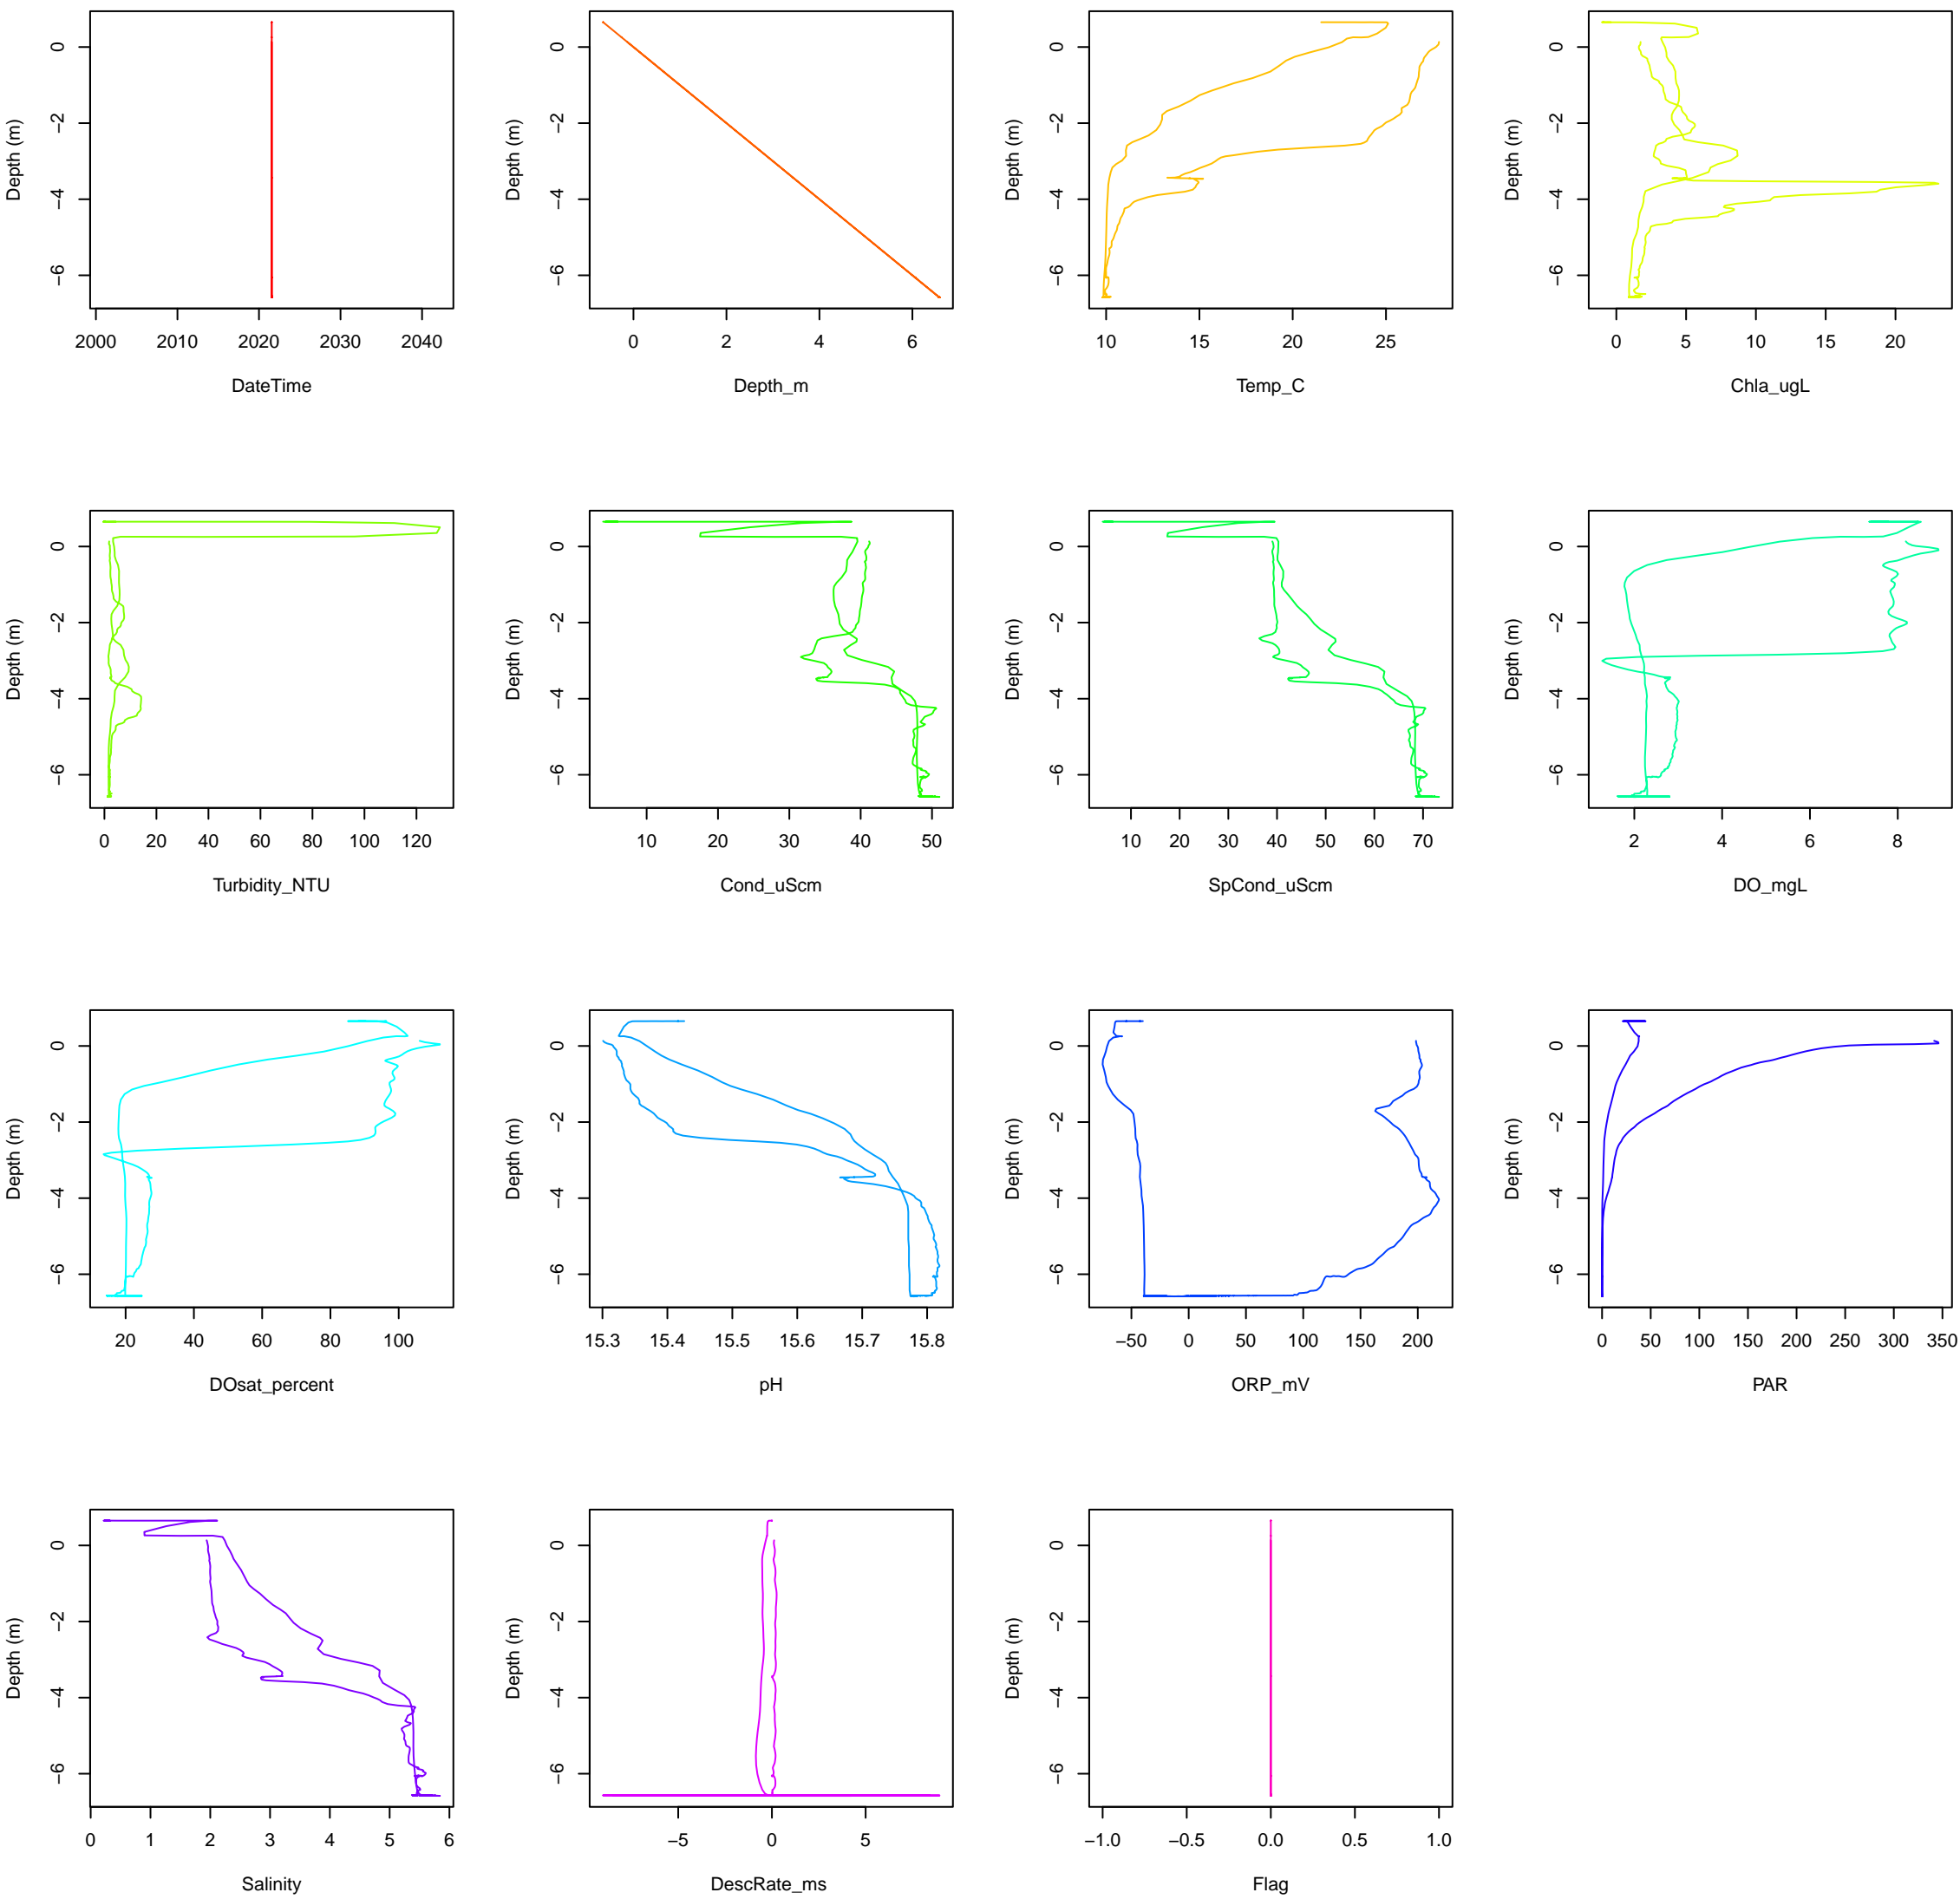 Depth (m)
0
−2
−4
−6
2000 2010 2020 2030 2040
DateTime
Depth (m)
0
−2
−4
−6
0 2 4 6
Depth_m
Depth (m)
0
−2
−4
−6
10 15 20 25
Temp_C
Depth (m)
0
−2
−4
−6
0 5 10 15 20
Chla_ugL
Depth (m)
0
−2
−4
−6
0 20 40 60 80 100 120
Turbidity_NTU
Depth (m)
0
−2
−4
−6
10 20 30 40 50
Cond_uScm
Depth (m)
0
−2
−4
−6
10 20 30 40 50 60 70
SpCond_uScm
Depth (m)
0
−2
−4
−6
2 4 6 8
DO_mgL
Depth (m)
0
−2
−4
−6
20 40 60 80 100
DOsat_percent
Depth (m)
0
−2
−4
−6
15.3 15.4 15.5 15.6 15.7 15.8
pH
Depth (m)
0
−2
−4
−6
−50 0 50 100 150 200
ORP_mV
Depth (m)
0
−2
−4
−6
0 50 100 150 200 250 300 350
PAR
Depth (m)
0
−2
−4
−6
0 1 2 3 4 5 6
Salinity
Depth (m)
0
−2
−4
−6
−5 0 5
DescRate_ms
Depth (m)
0
−2
−4
−6
−1.0 −0.5 0.0 0.5 1.0
Flag